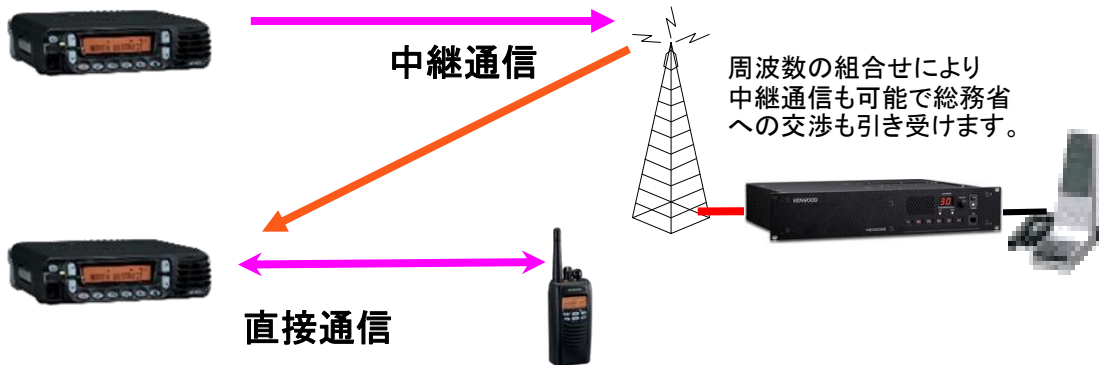 中継通信
周波数の組合せにより
中継通信も可能で総務省
への交渉も引き受けます。
KENWOOD
30
直接通信